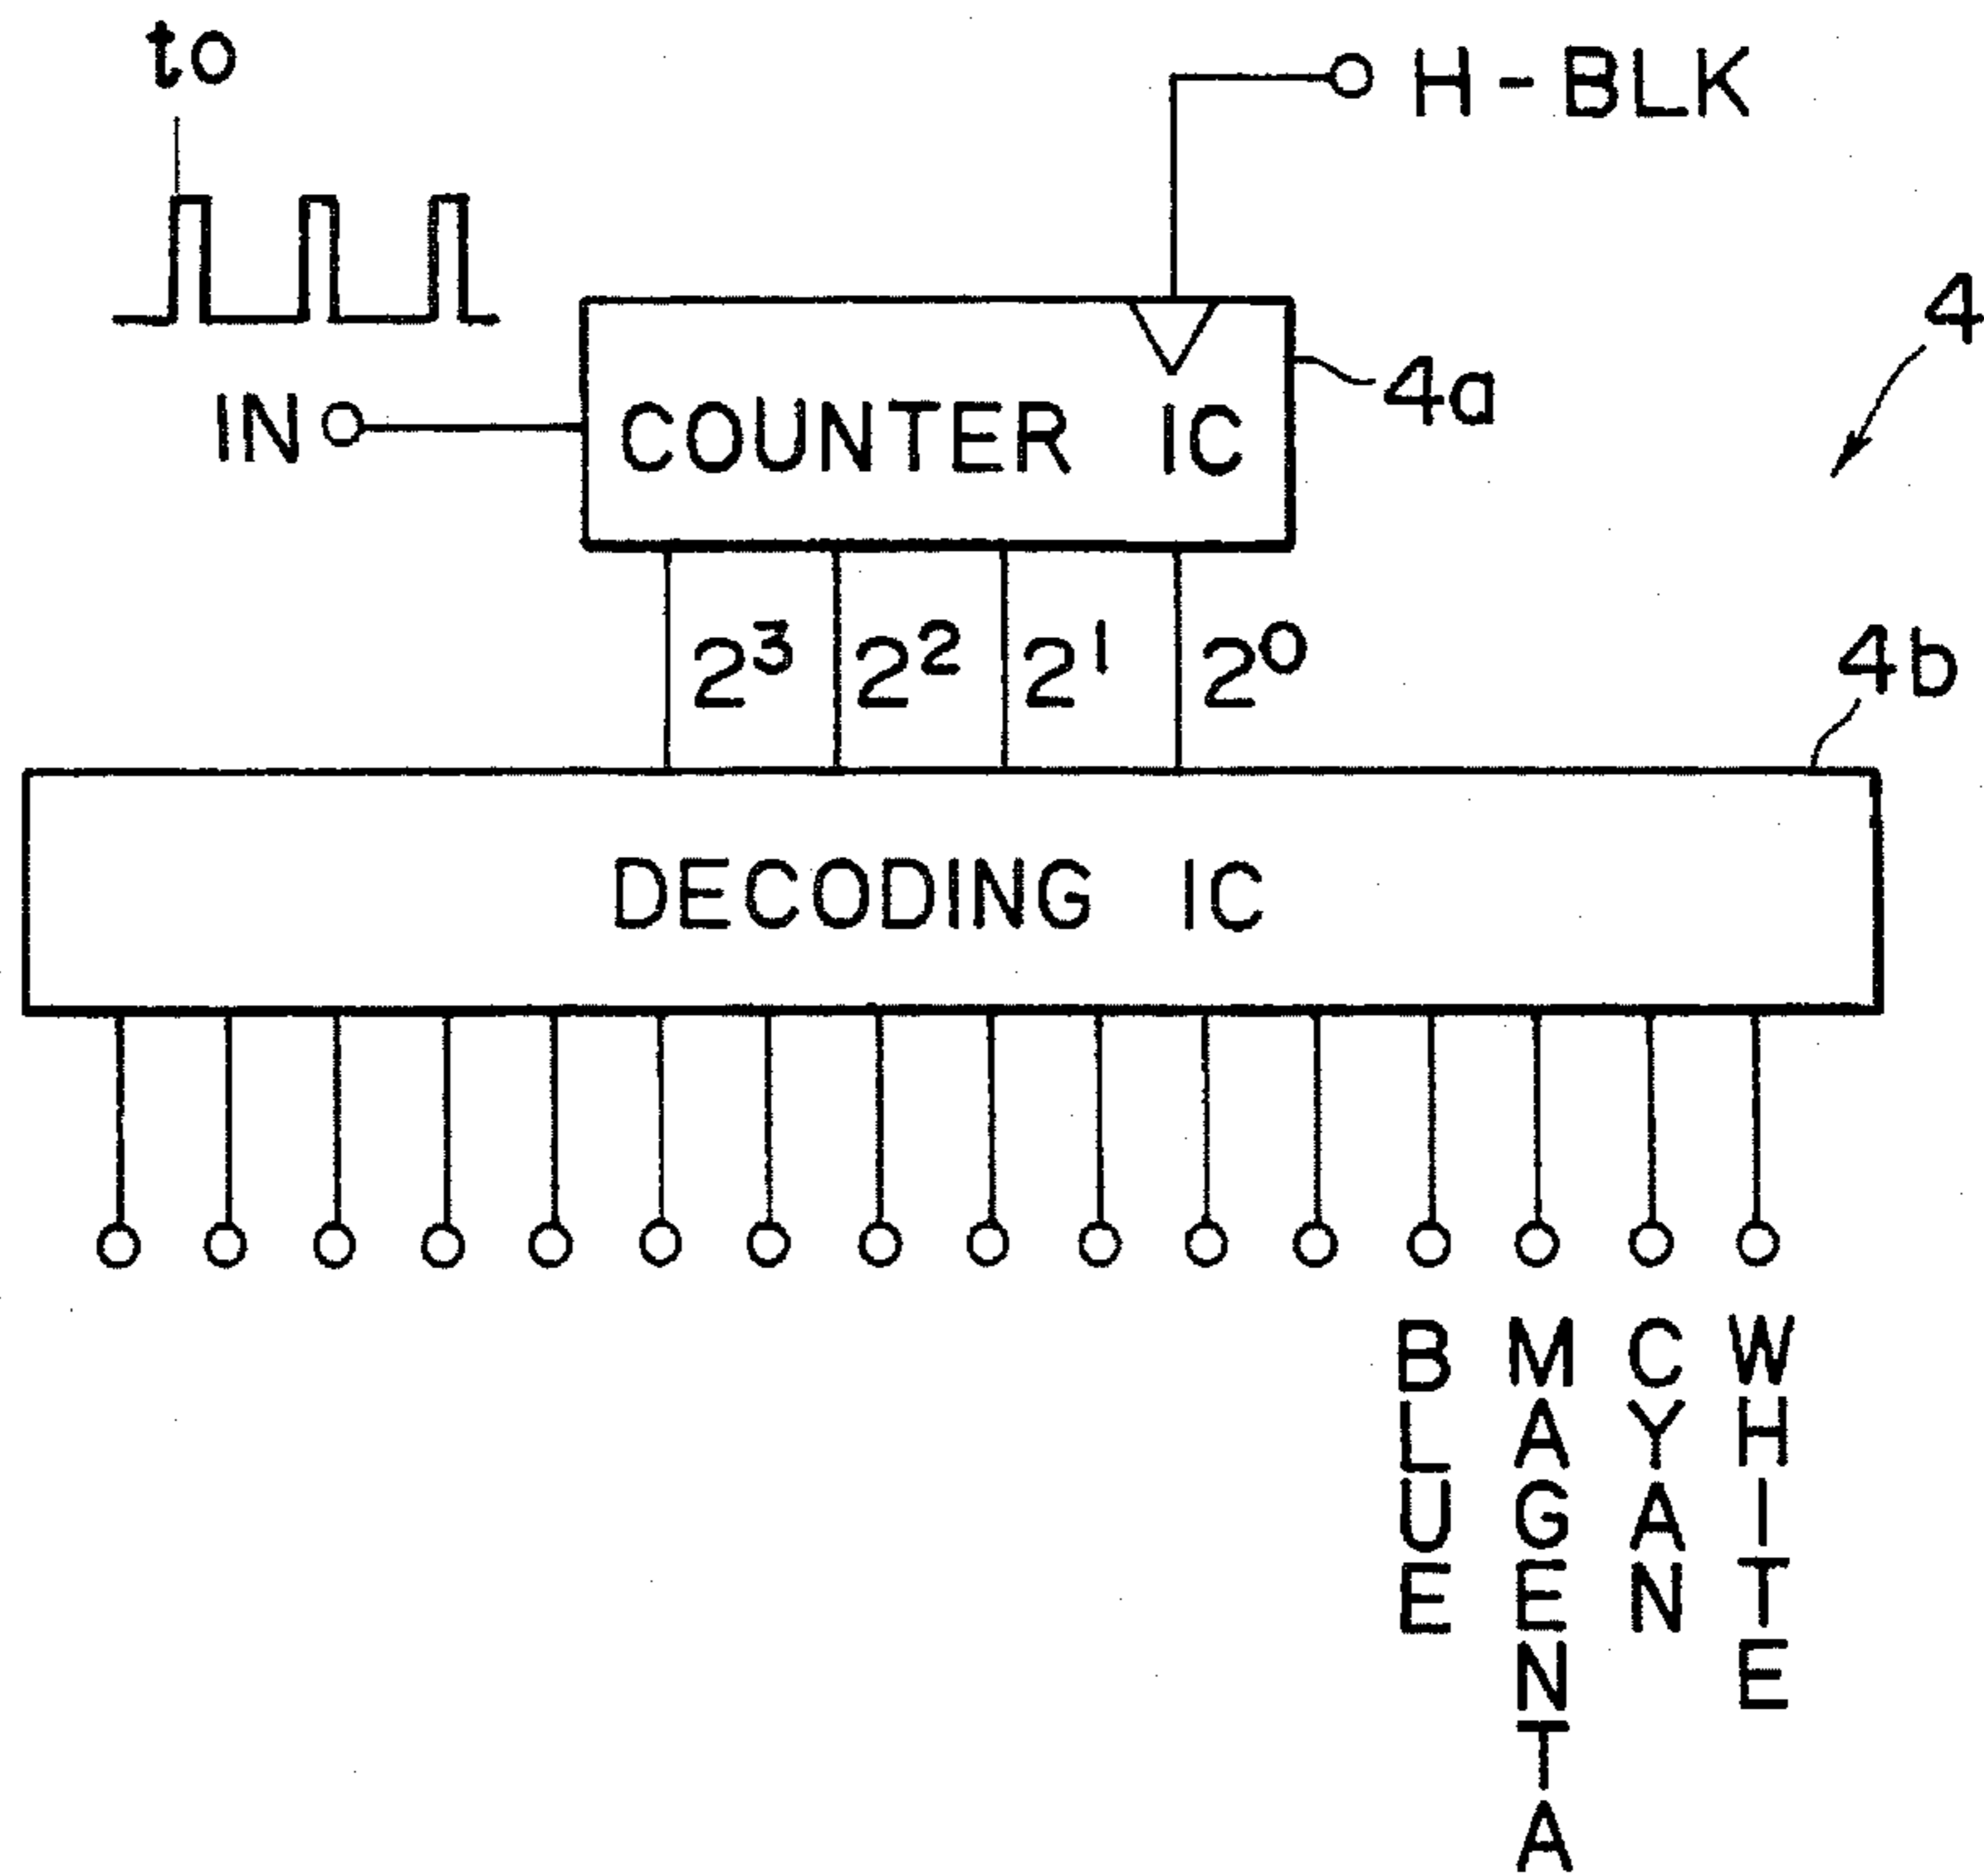 to
H-BLK
4
IN
COUNTER IC
4a
2³ 2² 2¹ 2⁰
4b
DECODING IC
BLUE
MAGENTA
CYAN
WHITE